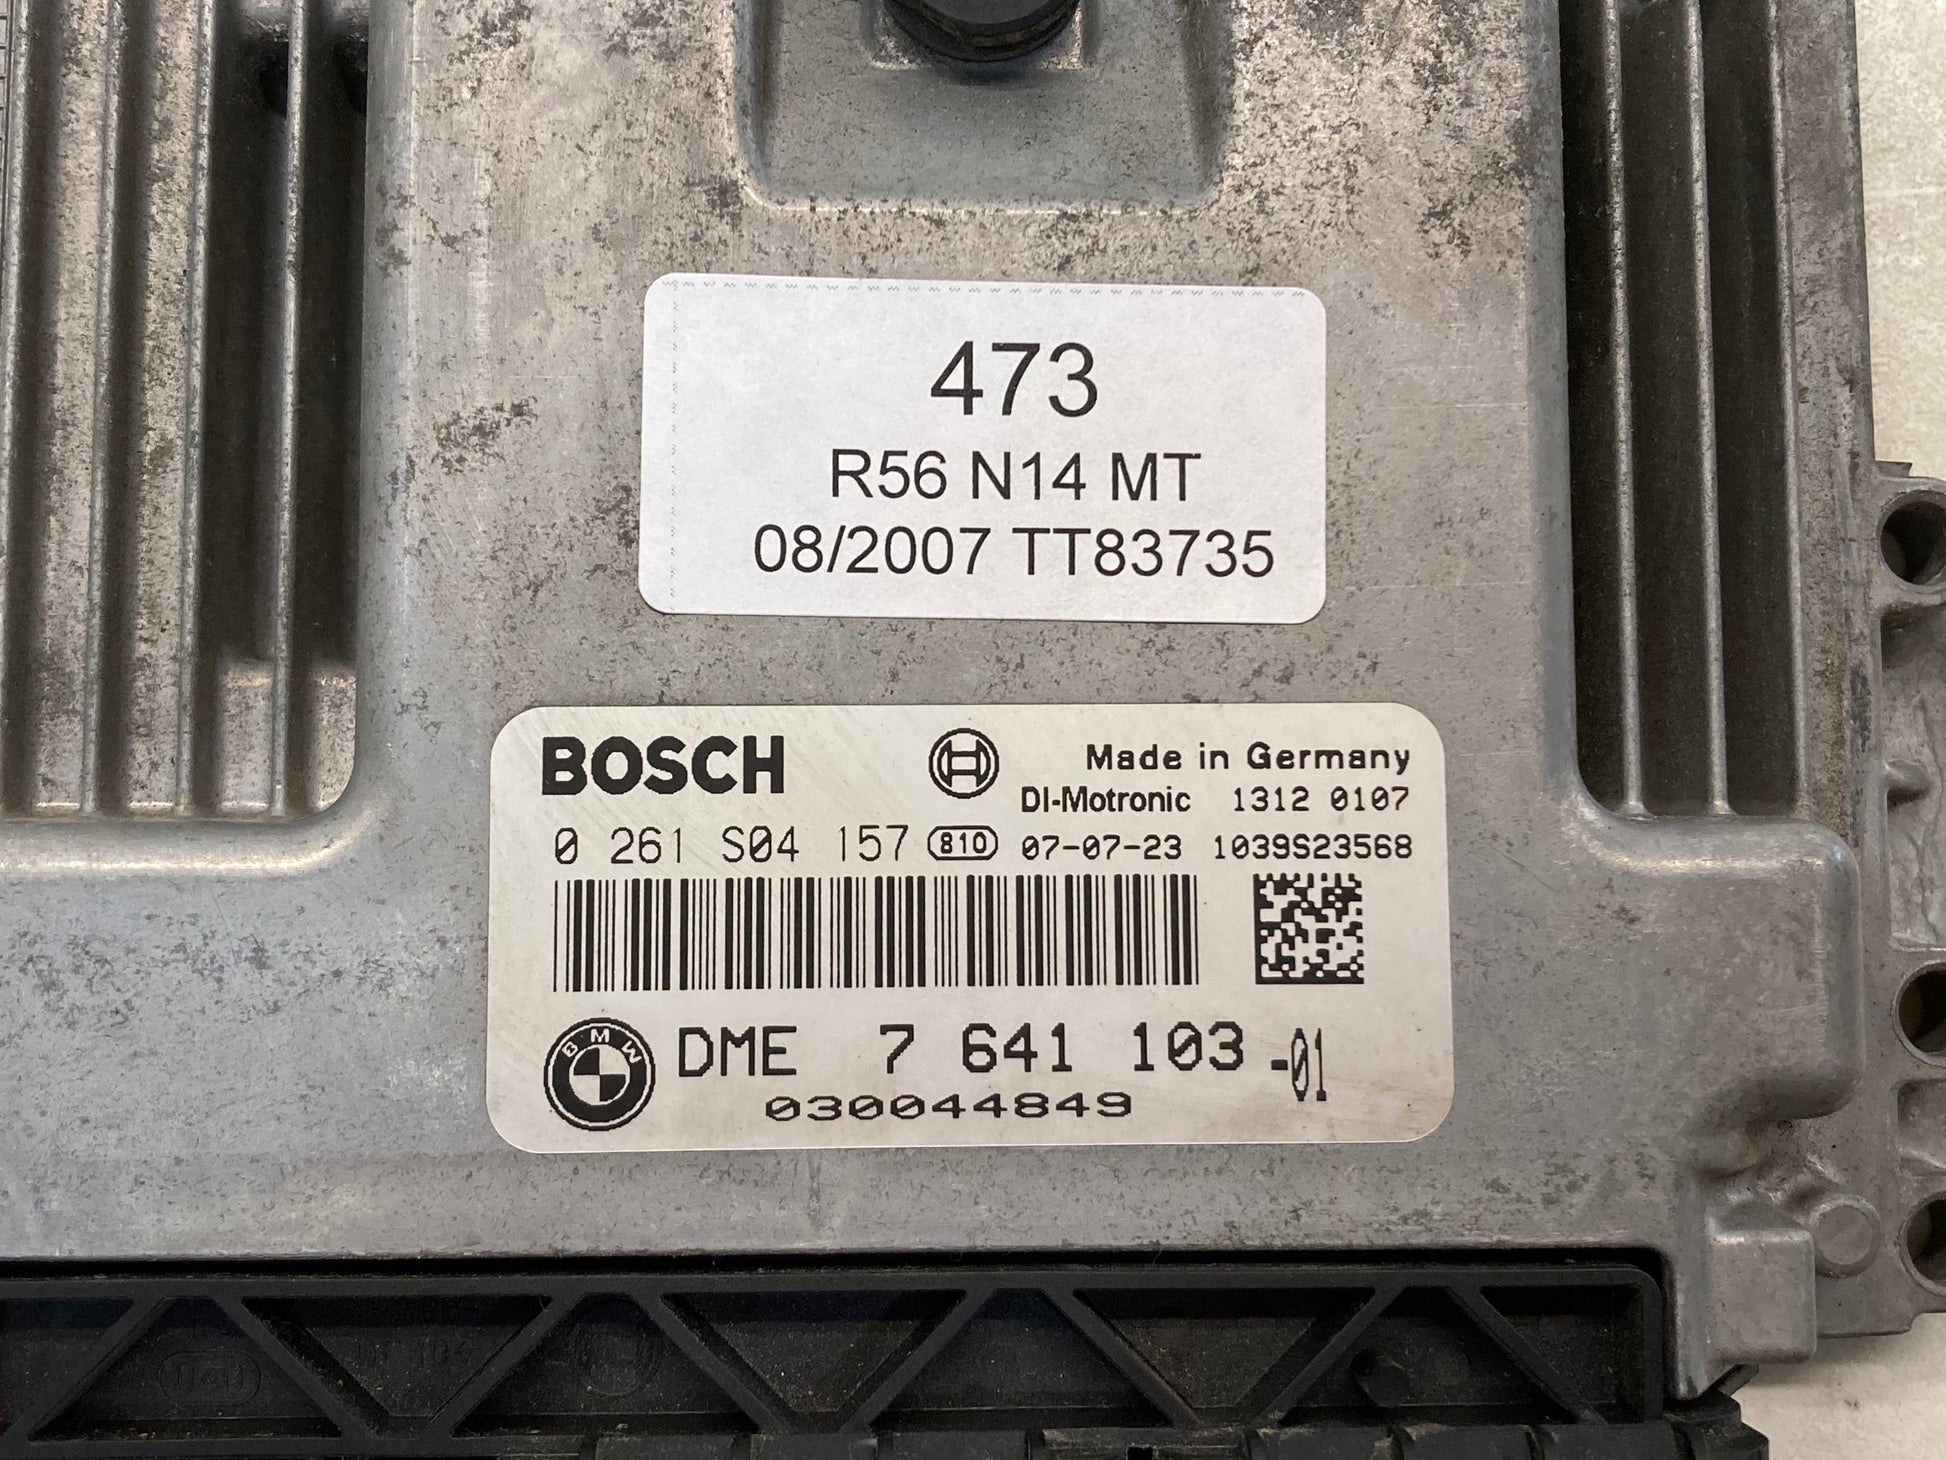 473
R56 N14 MT
08/2007 TT83735
BOSCH Made in Germany
DI-Motronic 1312 0107
0 261 S04 157 810 07-07-23 1039S23568
BMW DME 7 641 103 -01
030044849